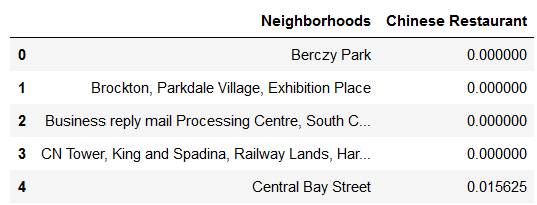 Neighborhoods Chinese Restaurant
0 Berczy Park 0.000000
1 Brockton, Parkdale Village, Exhibition Place 0.000000
2 Business reply mail Processing Centre, South C... 0.000000
3 CN Tower, King and Spadina, Railway Lands, Har... 0.000000
4 Central Bay Street 0.015625